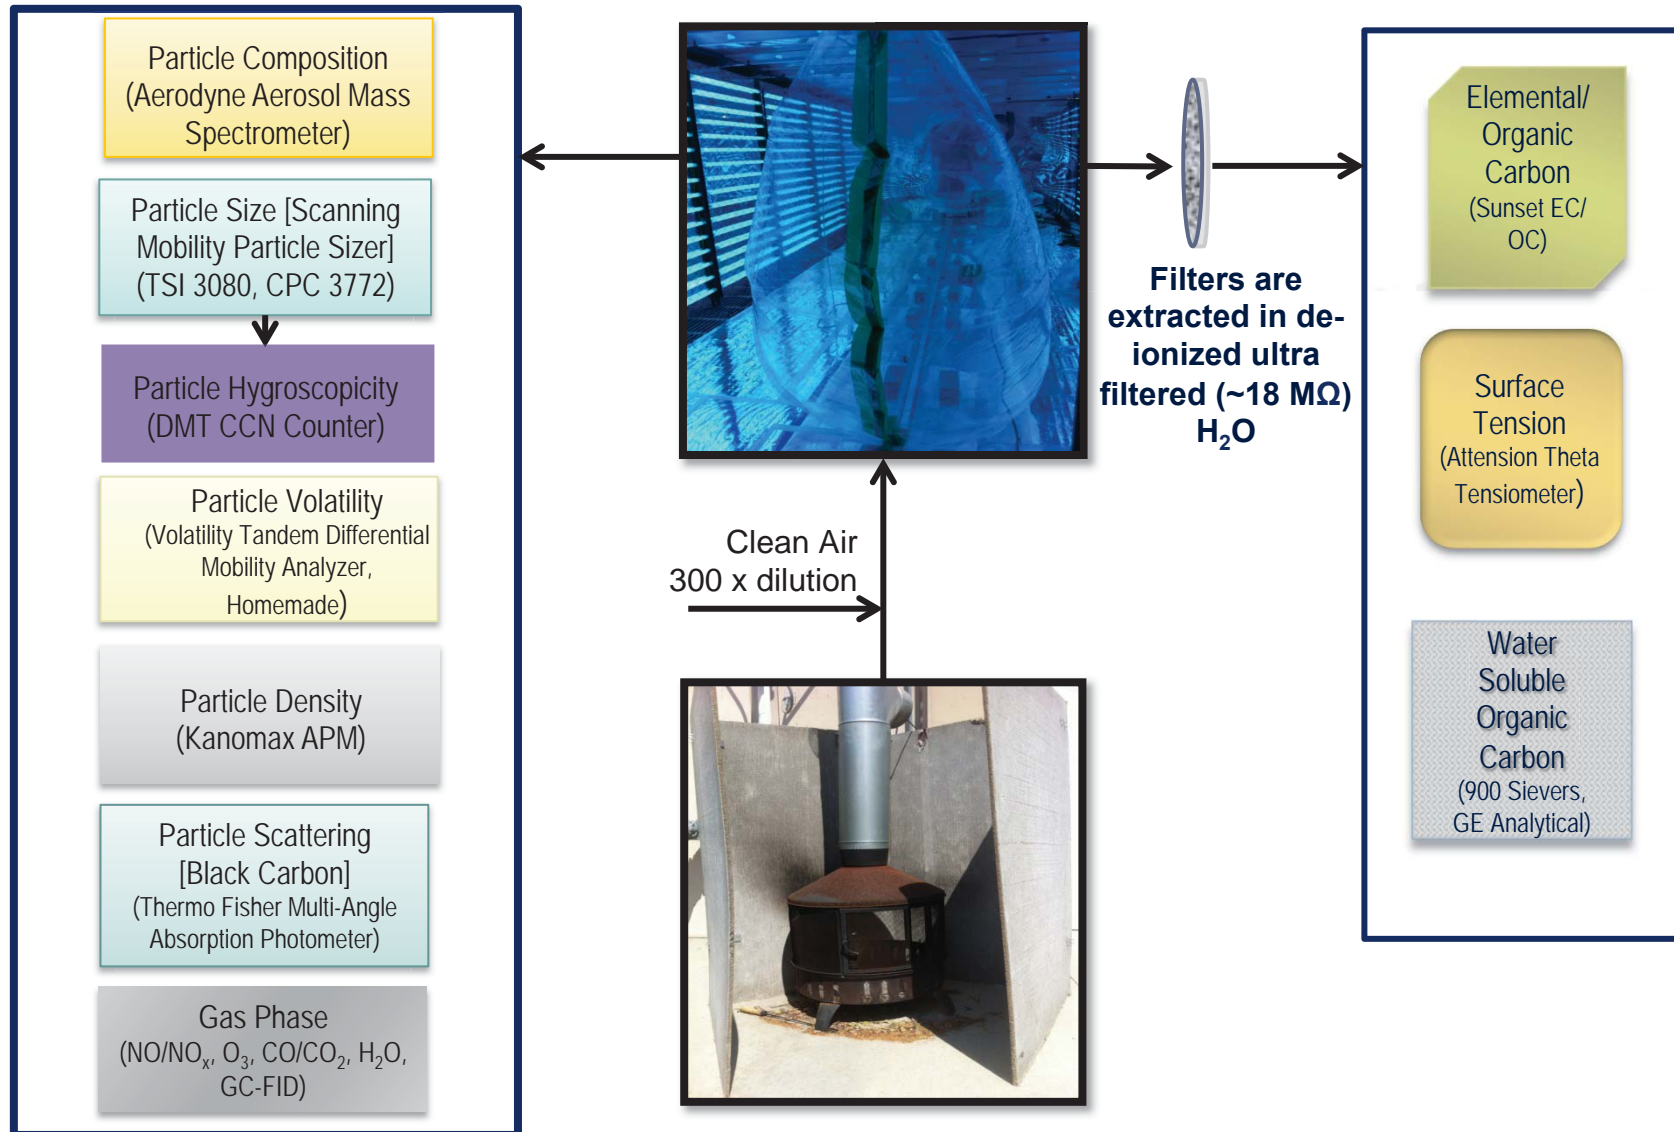 Particle Composition
(Aerodyne Aerosol Mass
Spectrometer)
Particle Size [Scanning
Mobility Particle Sizer]
(TSI 3080, CPC 3772)
Particle Hygroscopicity
(DMT CCN Counter)
Particle Volatility
(Volatility Tandem Differential
Mobility Analyzer,
Homemade)
Particle Density
(Kanomax APM)
Particle Scattering
[Black Carbon]
(Thermo Fisher Multi-Angle
Absorption Photometer)
Gas Phase
(NO/NOₓ, O₃, CO/CO₂, H₂O,
GC-FID)
Clean Air
300 x dilution
Filters are
extracted in de-
ionized ultra
filtered (~18 MΩ)
H₂O
Elemental/
Organic
Carbon
(Sunset EC/
OC)
Surface
Tension
(Attension Theta
Tensiometer)
Water
Soluble
Organic
Carbon
(900 Sievers,
GE Analytical)